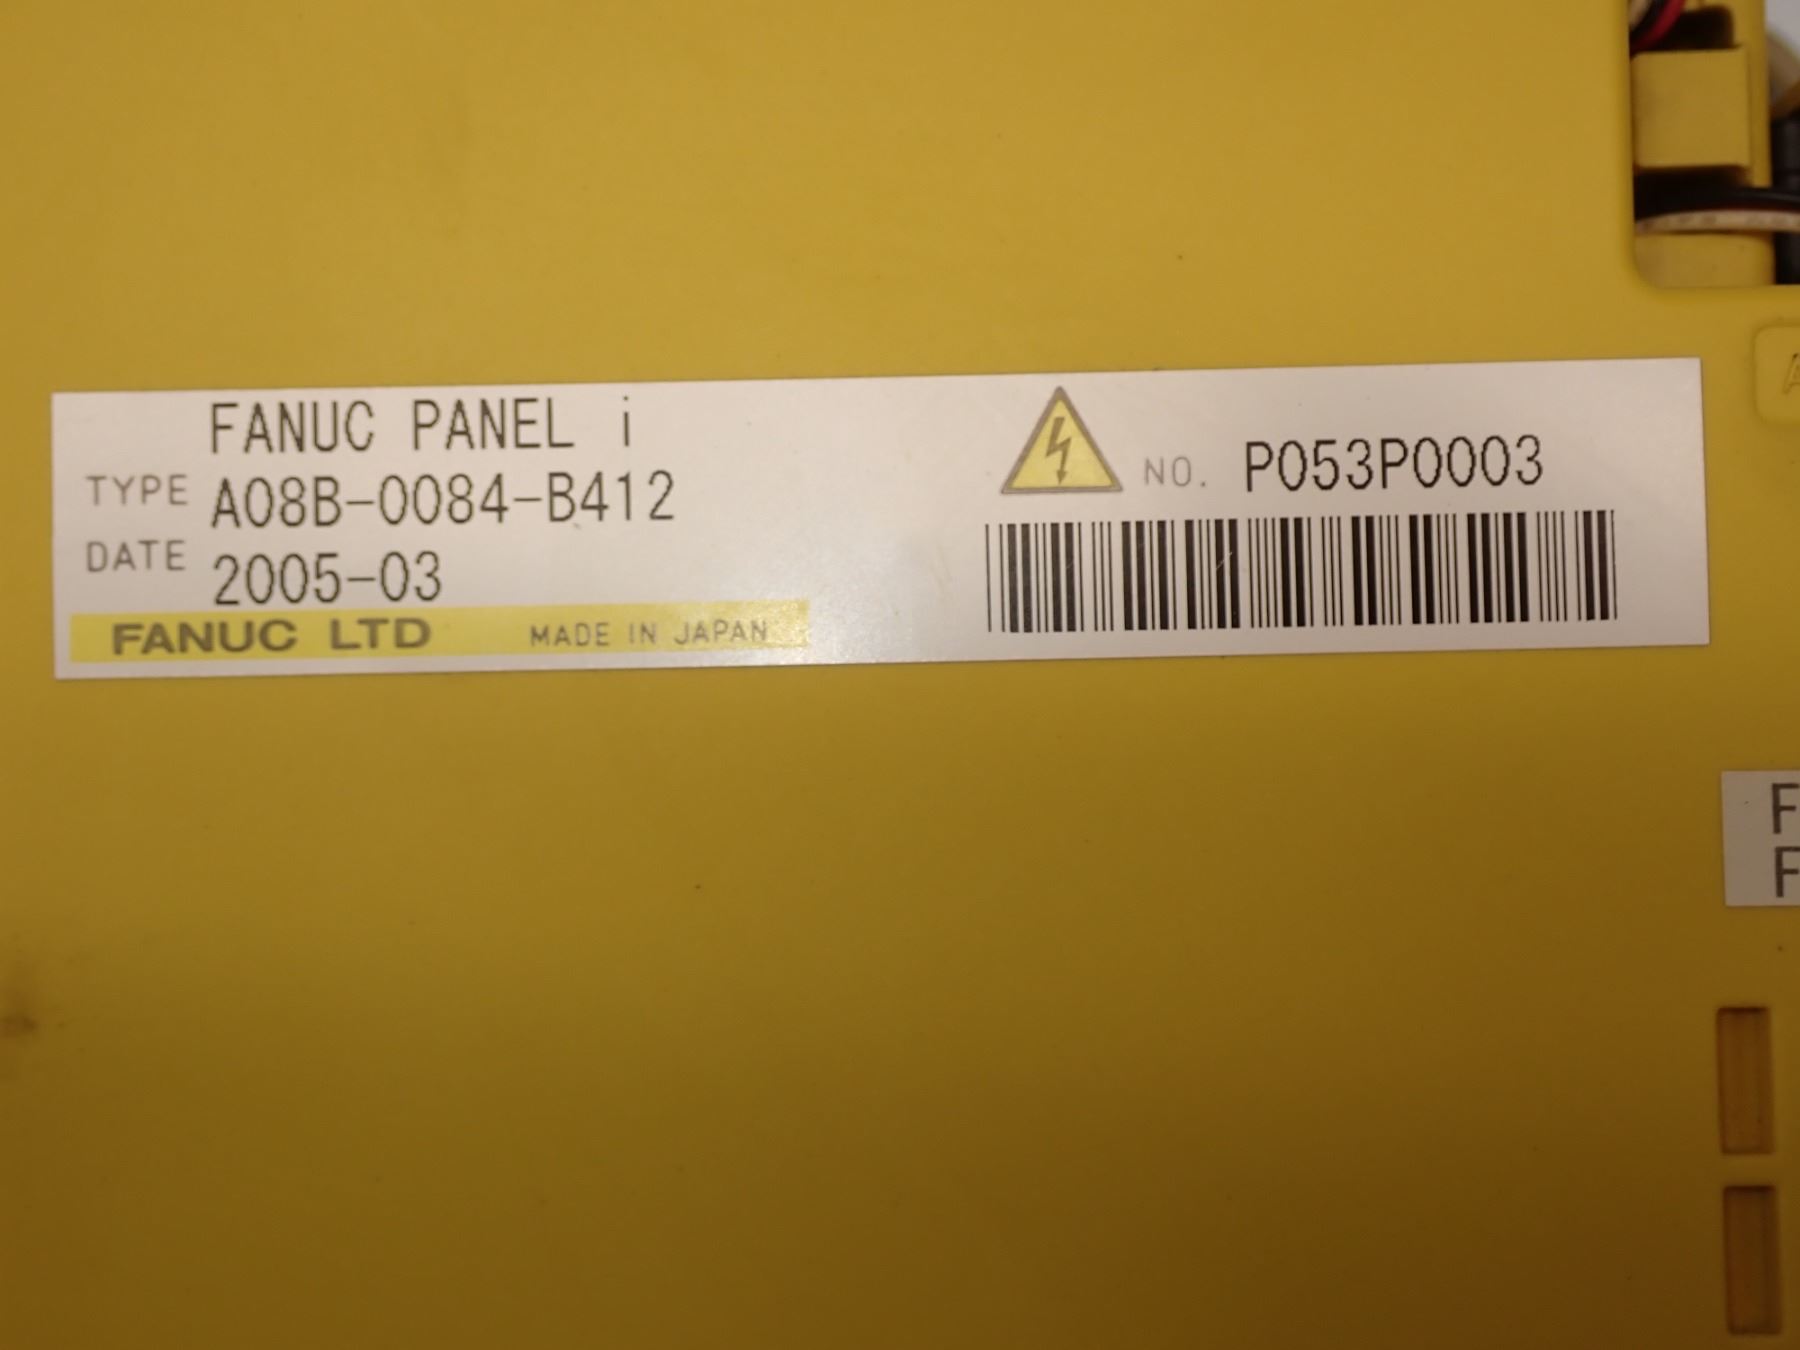 FANUC PANEL i
TYPE A08B-0084-B412
DATE 2005-03
FANUC LTD MADE IN JAPAN
NO. P053P0003
F
F